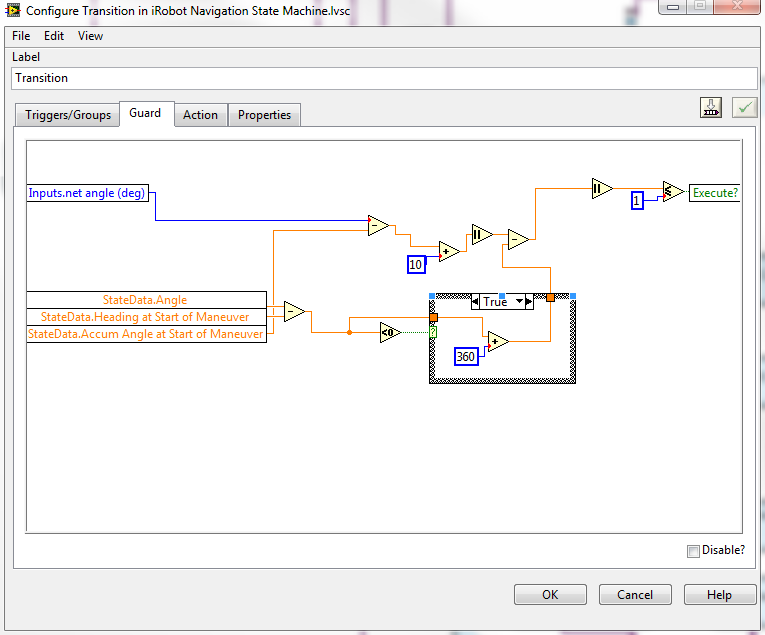 Configure Transition in iRobot Navigation State Machine.lvsc
File Edit View
Label
Transition
Triggers/Groups Guard Action Properties
Inputs.net angle (deg)
1
Execute?
10
StateData.Angle
StateData.Heading at Start of Maneuver
StateData.Accum Angle at Start of Maneuver
True
<0
?
360
Disable?
OK Cancel Help